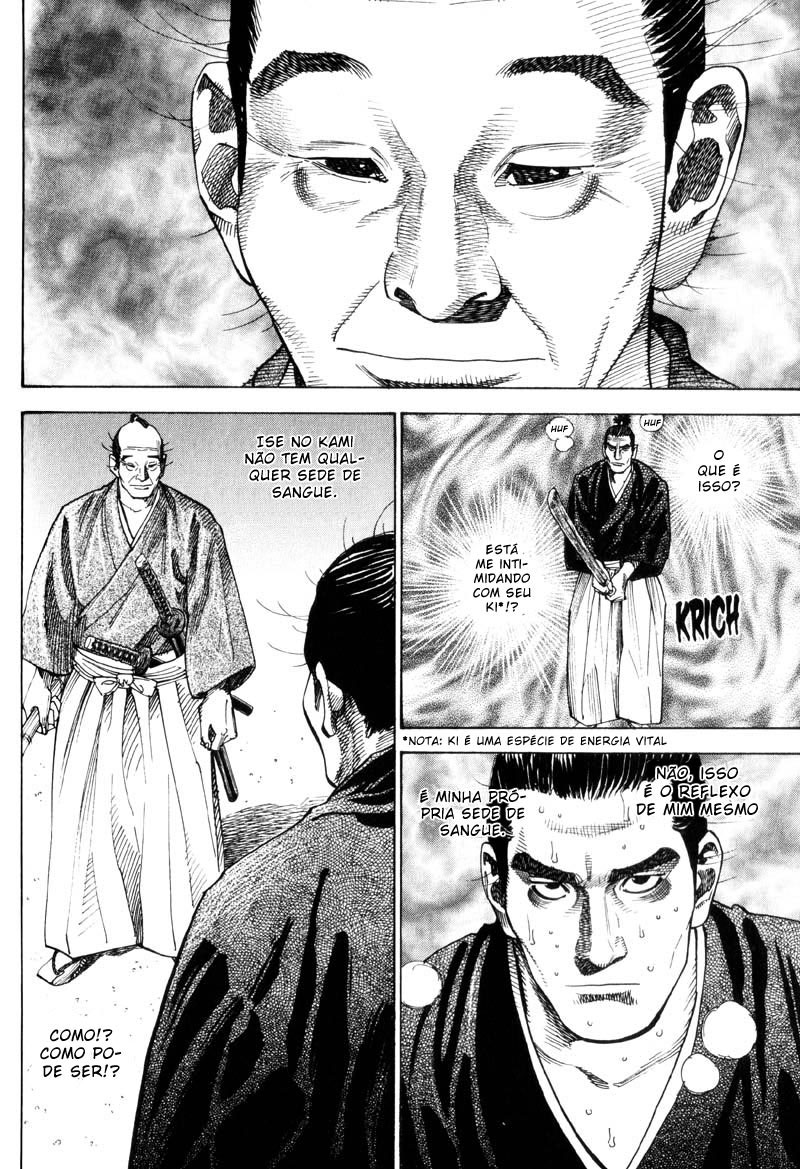 HUF
HUF
O
QUE É
ISSO?
ESTÁ
ME INTI-
MIDANDO
COM SEU
KI*!?
KRICH
*NOTA: KI É UMA ESPÉCIE DE ENERGIA VITAL
NÃO, ISSO
É O REFLEXO
DE MIM MESMO
É MINHA PRÓ-
PRIA SEDE DE
SANGUE.
ISE NO KAMI
NÃO TEM QUAL-
QUER SEDE DE
SANGUE.
COMO!?
COMO PO-
DE SER!?